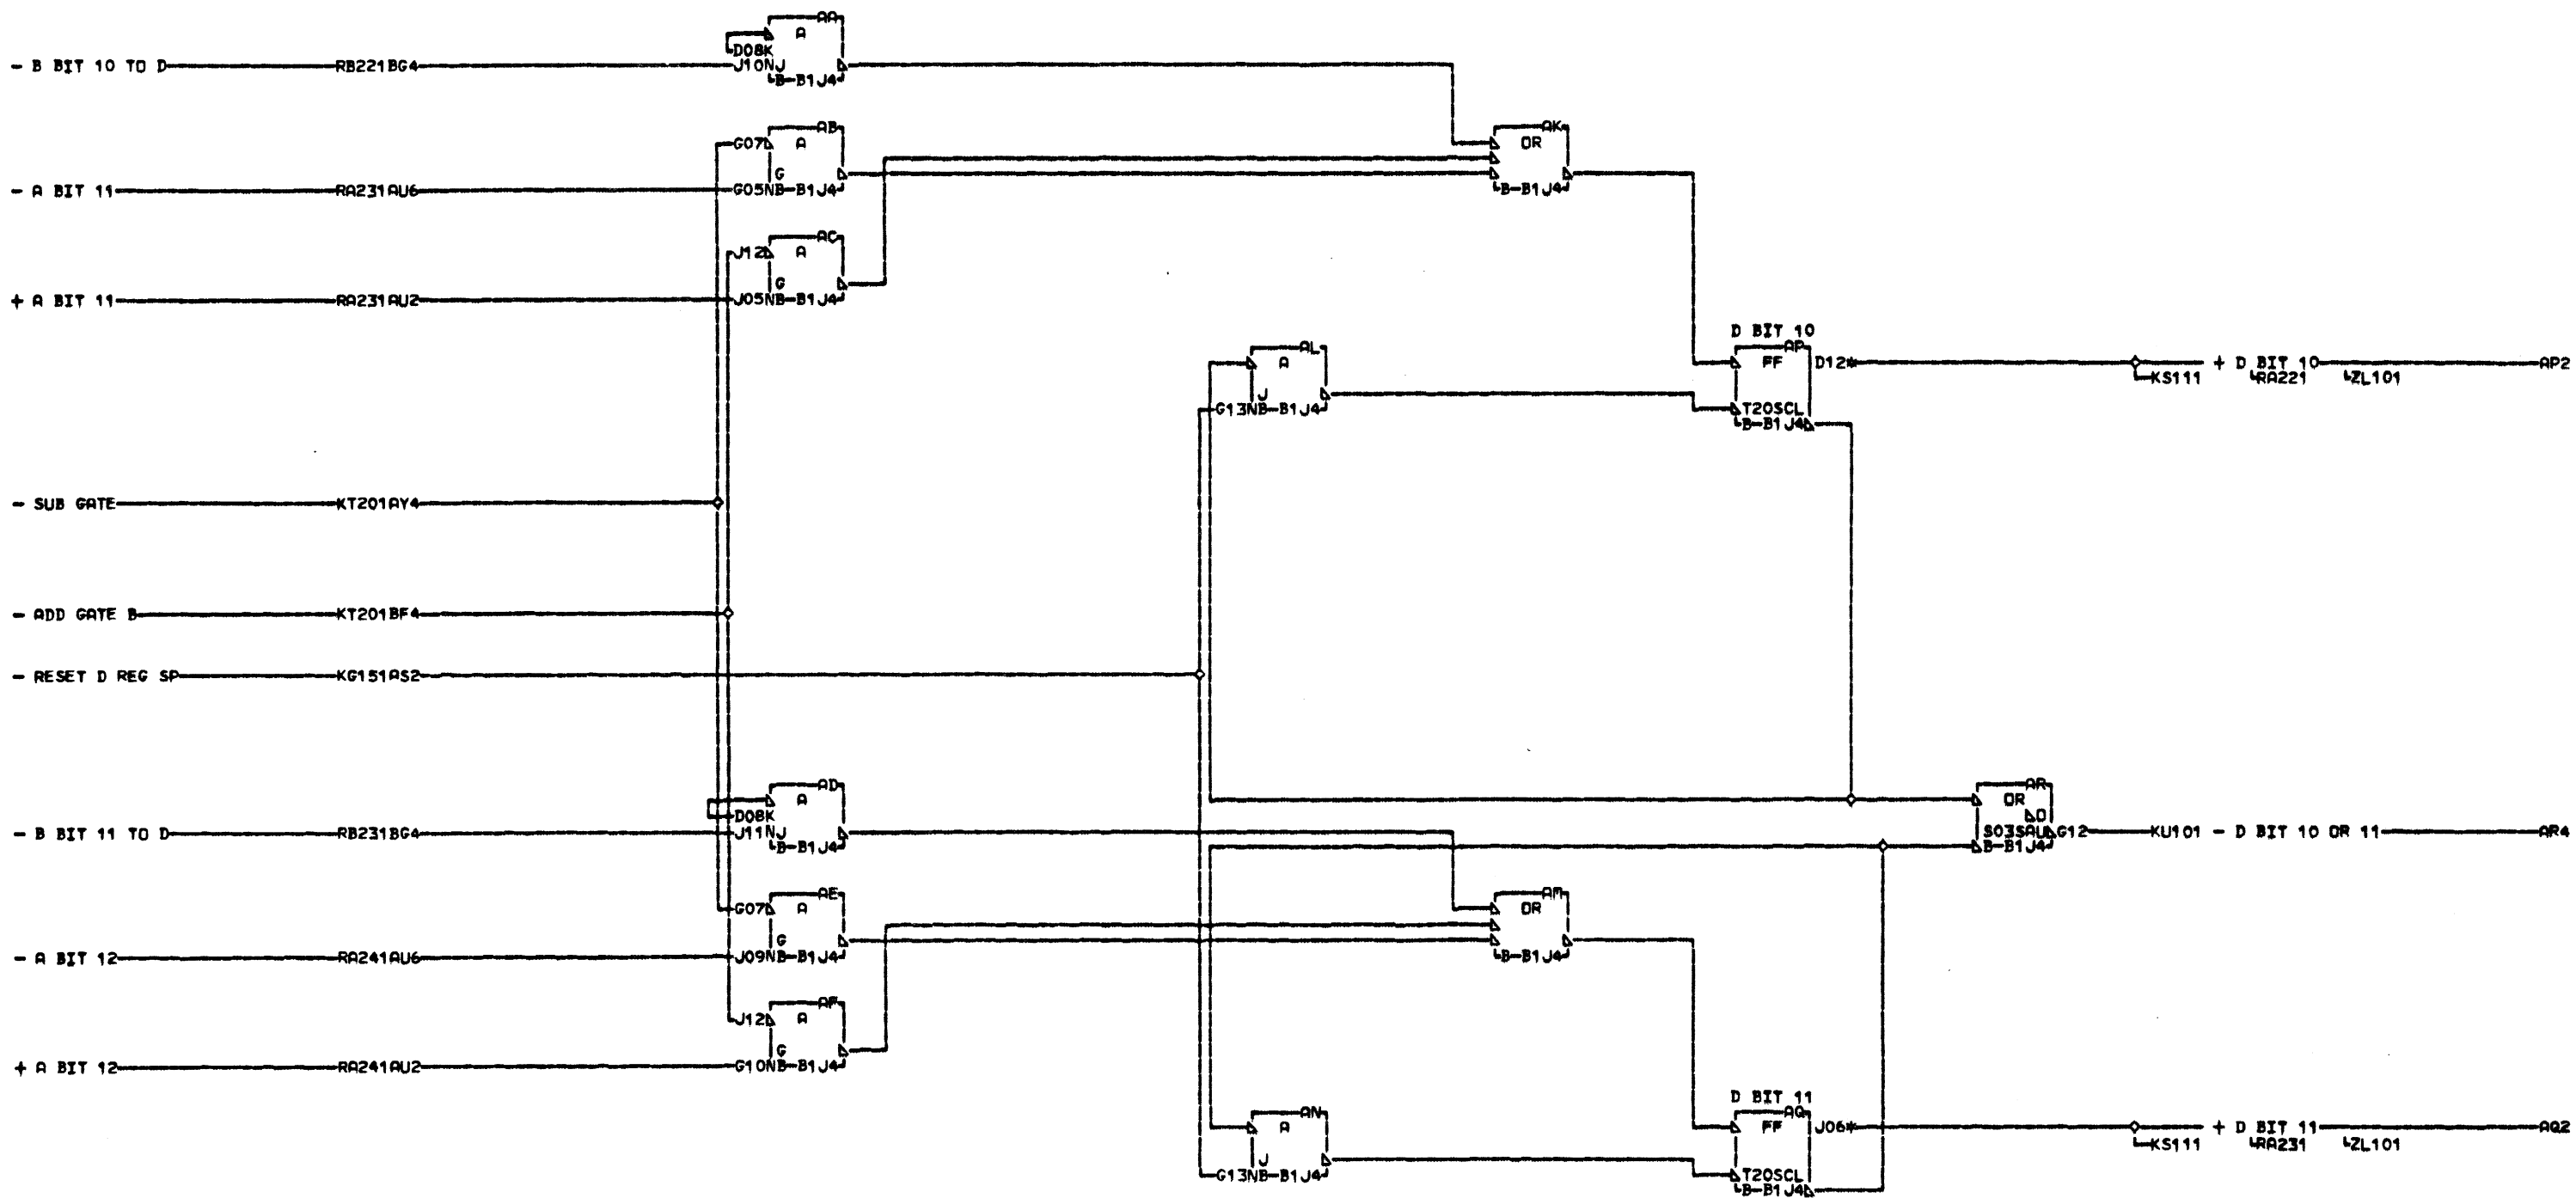 AA
A
D08K
- B BIT 10 TO D RB221BG4 J10NJ
B-B1J4
AB
G07 A
AK
OR
G
- A BIT 11 RA231AU6 G05NB-B1J4
B-B1J4
AC
J12 A
G
+ A BIT 11 RA231AU2 J05NB-B1J4
D BIT 10
AL
A
AP
FF D12* + D BIT 10 AP2
KS111 RA221 ZL101
J
G13NB-B1J4
T20SCL
B-B1J4
- SUB GATE KT201AY4
- ADD GATE B KT201BF4
- RESET D REG SP KG151AS2
AD
A
D08K
AR
OR
D
- B BIT 11 TO D RB231BG4 J11NJ
B-B1J4
S03SAU G12 KU101 - D BIT 10 OR 11 AR4
B-B1J4
AE
G07 A
AM
OR
G
- A BIT 12 RA241AU6 J09NB-B1J4
B-B1J4
AF
J12 A
G
+ A BIT 12 RA241AU2 G10NB-B1J4
D BIT 11
AN
A
AQ
FF J06* + D BIT 11 AQ2
KS111 RA231 ZL101
J
G13NB-B1J4
T20SCL
B-B1J4